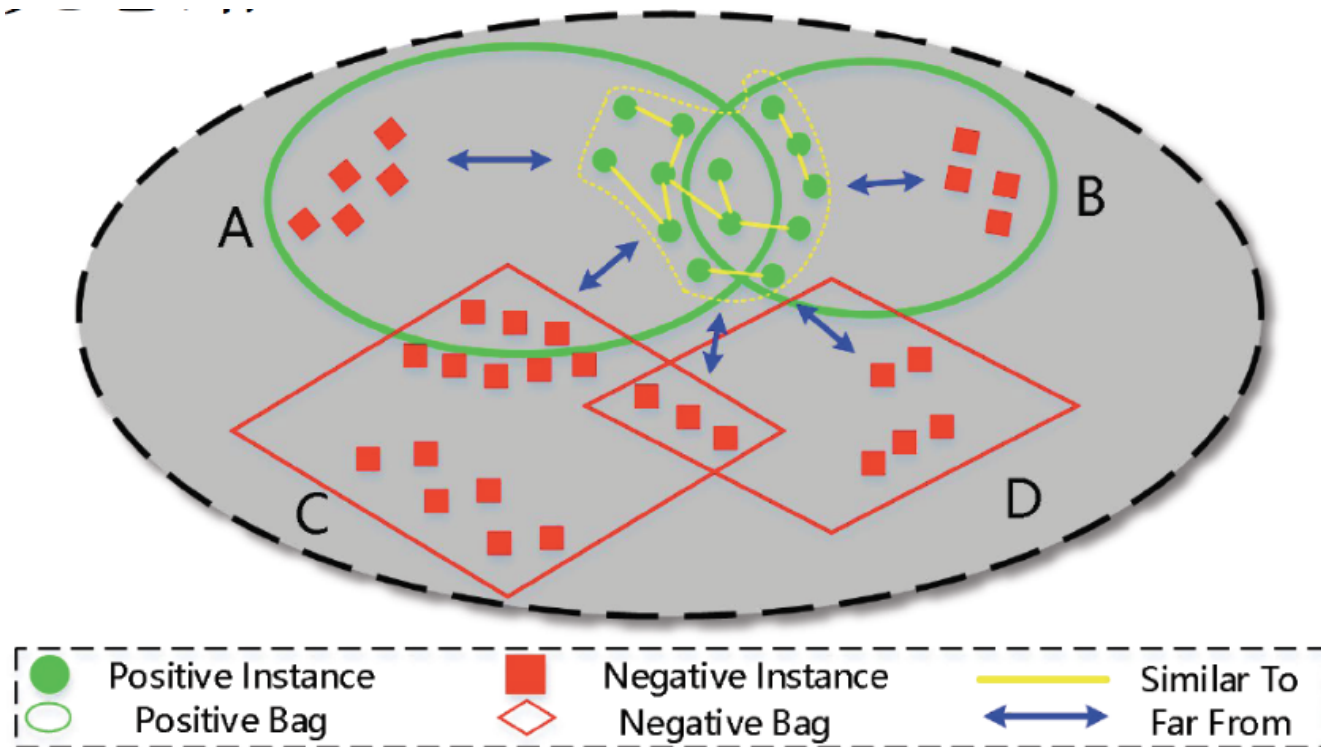 A
B
C
D
Positive Instance
Negative Instance
Similar To
Positive Bag
Negative Bag
Far From